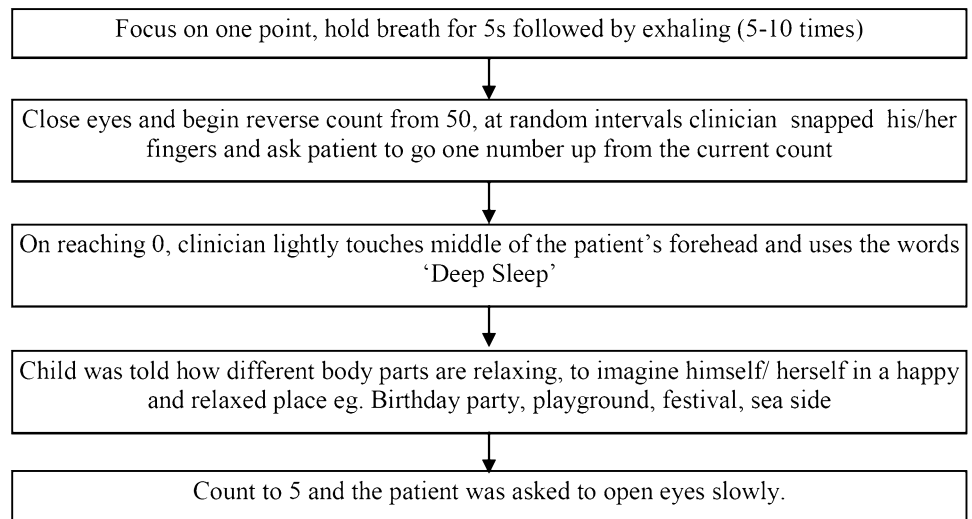 Focus on one point, hold breath for 5s followed by exhaling (5-10 times)
Close eyes and begin reverse count from 50, at random intervals clinician snapped his/her
fingers and ask patient to go one number up from the current count
On reaching 0, clinician lightly touches middle of the patient’s forehead and uses the words
‘Deep Sleep’
Child was told how different body parts are relaxing, to imagine himself/ herself in a happy
and relaxed place eg. Birthday party, playground, festival, sea side
Count to 5 and the patient was asked to open eyes slowly.